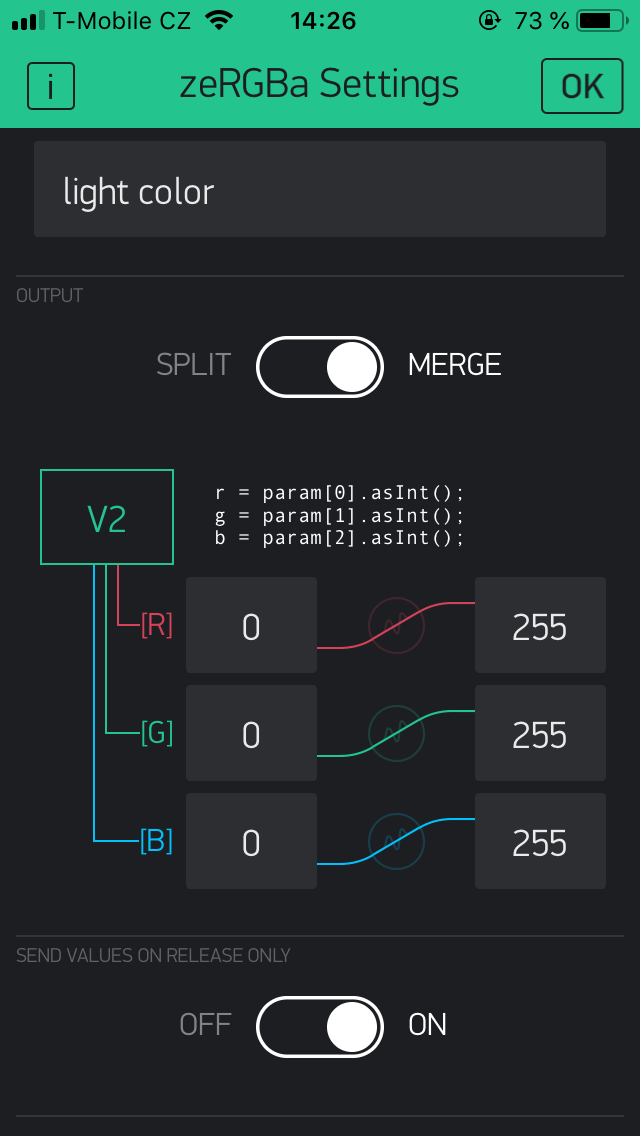 T-Mobile CZ 14:26 73 %
i zeRGBa Settings OK
light color
OUTPUT
SPLIT MERGE
V2
r = param[0].asInt();
g = param[1].asInt();
b = param[2].asInt();
[R] 0 255
[G] 0 255
[B] 0 255
SEND VALUES ON RELEASE ONLY
OFF ON